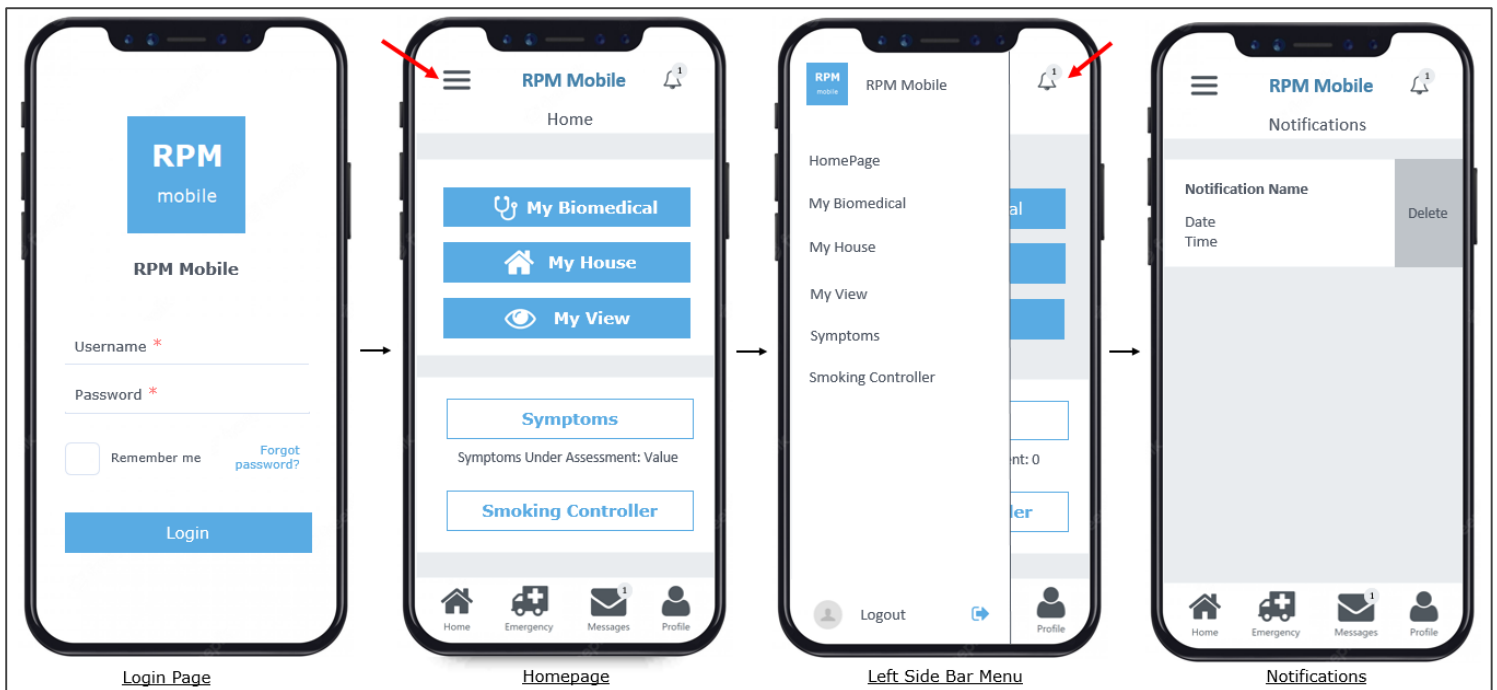 RPM
mobile
RPM Mobile
Username *
Password *
Remember me
Forgot
password?
Login
Login Page
RPM Mobile
1
Home
My Biomedical
My House
My View
Symptoms
Symptoms Under Assessment: Value
Smoking Controller
1
Home
Emergency
Messages
Profile
Homepage
RPM
mobile
RPM Mobile
1
HomePage
My Biomedical
al
My House
My View
Symptoms
Smoking Controller
ent: 0
ler
Logout
Profile
Left Side Bar Menu
RPM Mobile
1
Notifications
Notification Name
Date
Time
Delete
1
Home
Emergency
Messages
Profile
Notifications